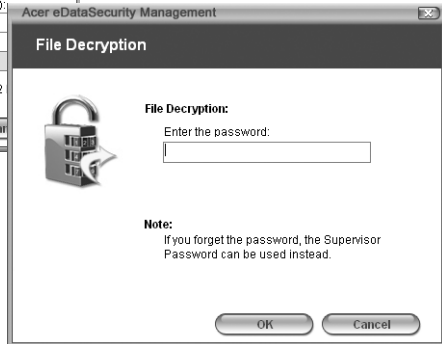 Acer eDataSecurity Management
File Decryption
File Decryption:
Enter the password:
Note:
If you forget the password, the Supervisor
Password can be used instead.
OK
Cancel